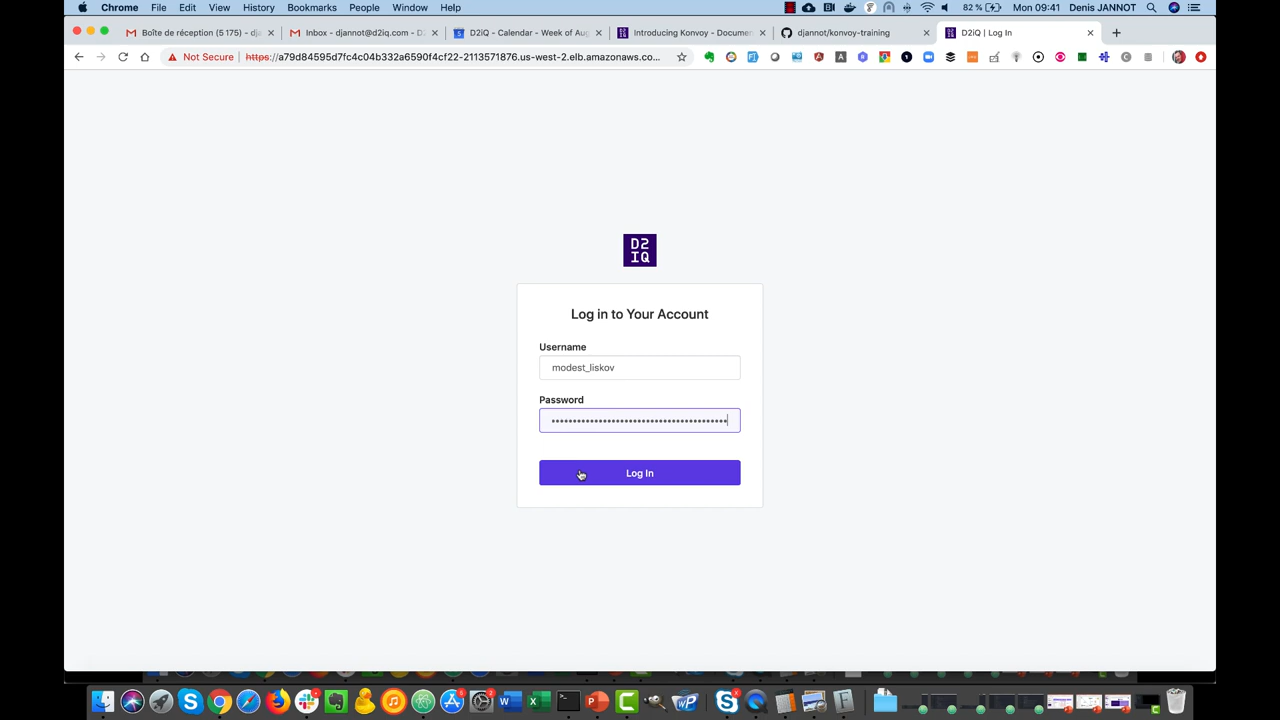 Chrome File Edit View History Bookmarks People Window Help 82 % Mon 09:41 Denis JANNOT
Boîte de réception (5 175) - dja
Inbox - djannot@d2iq.com - D
D2iQ - Calendar - Week of Aug
Introducing Konvoy - Documen
djannot/konvoy-training
D2iQ | Log In
Not Secure https://a79d84595d7fc4c04b332a6590f4cf22-2113571876.us-west-2.elb.amazonaws.co...
D2
IQ
Log in to Your Account
Username
modest_liskov
Password
Log In